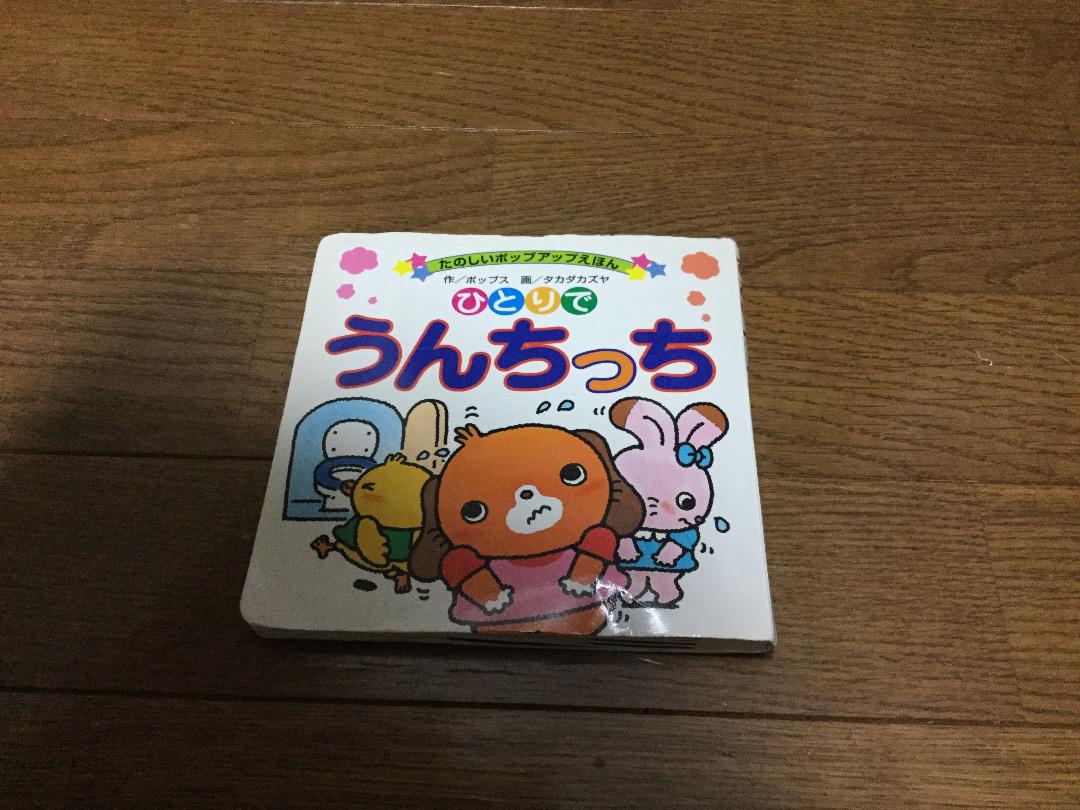 たのしいポップアップえほん
作／ポップス 画／タカダカズヤ
ひとりで
うんちっち